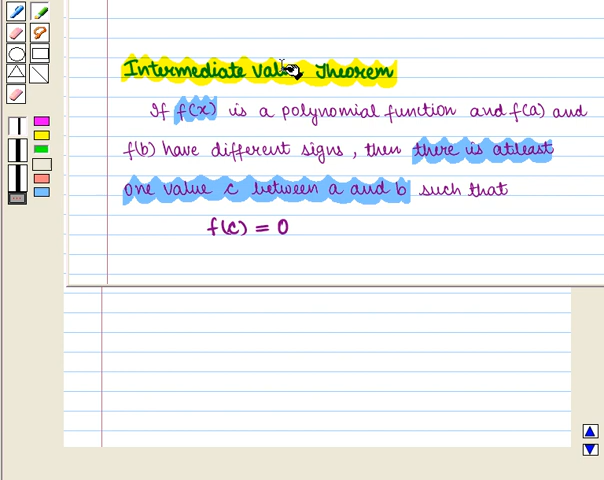 Intermediate Value Theorem
If f(x) is a polynomial function and f(a) and
f(b) have different signs, then there is atleast
one value c between a and b such that
f(c) = 0